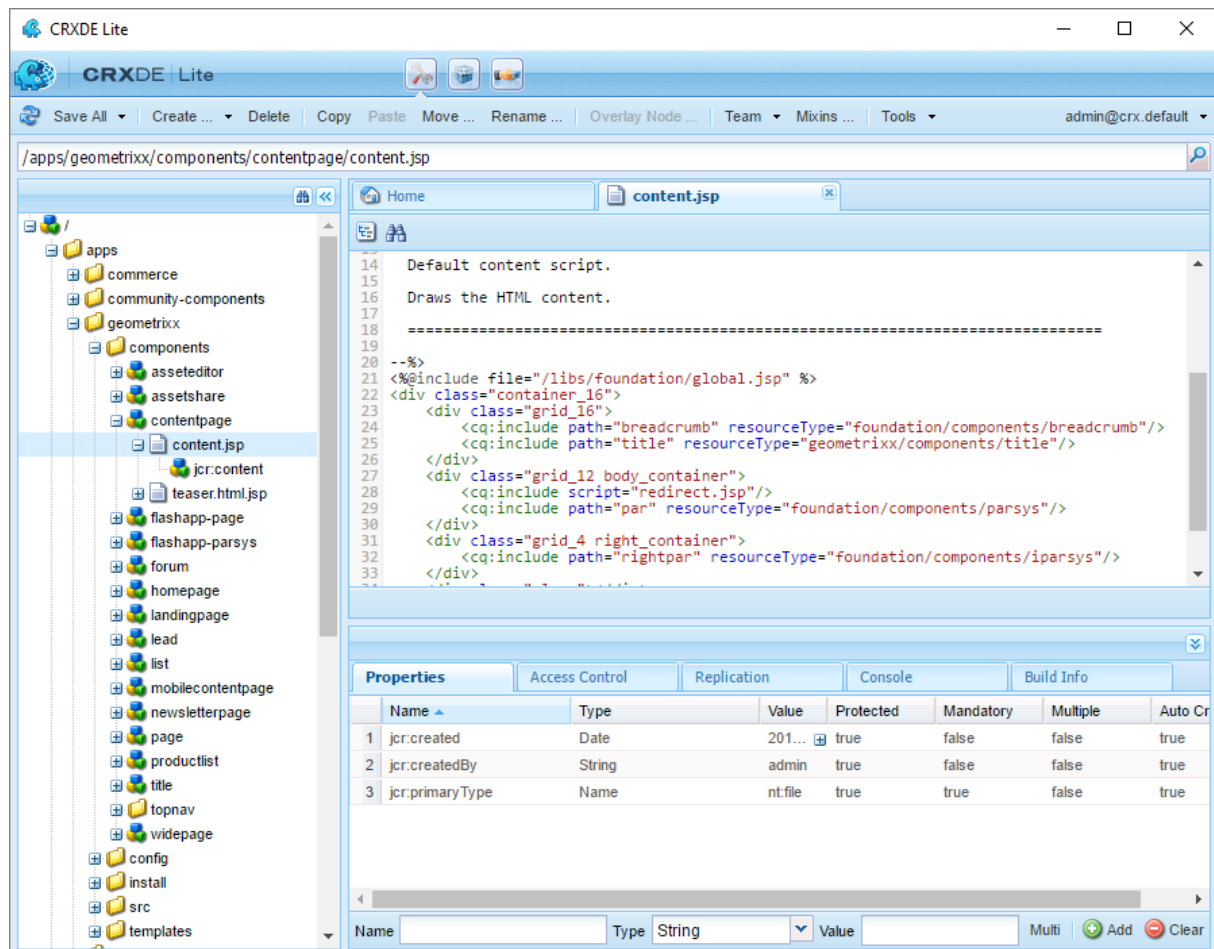 CRXDE Lite
CRXDE Lite
Save All Create ... Delete Copy Paste Move ... Rename ... Overlay Node ... Team Mixins ... Tools admin@crx.default
/apps/geometrixx/components/contentpage/content.jsp
/
apps
commerce
community-components
geometrixx
components
asseteditor
assetshare
contentpage
content.jsp
jcr:content
teaser.html.jsp
flashapp-page
flashapp-parsys
forum
homepage
landingpage
lead
list
mobilecontentpage
newsletterpage
page
productlist
title
topnav
widepage
config
install
src
templates
Home content.jsp
14 Default content script.
15
16 Draws the HTML content.
17
18 ==============================================================================
19
20 --%>
21 <%@include file="/libs/foundation/global.jsp" %>
22 <div class="container_16">
23 <div class="grid_16">
24 <cq:include path="breadcrumb" resourceType="foundation/components/breadcrumb"/>
25 <cq:include path="title" resourceType="geometrixx/components/title"/>
26 </div>
27 <div class="grid_12 body_container">
28 <cq:include script="redirect.jsp"/>
29 <cq:include path="par" resourceType="foundation/components/parsys"/>
30 </div>
31 <div class="grid_4 right_container">
32 <cq:include path="rightpar" resourceType="foundation/components/iparsys"/>
33 </div>
Properties Access Control Replication Console Build Info
Name Type Value Protected Mandatory Multiple Auto Cr
1 jcr:created Date 201... true false false true
2 jcr:createdBy String admin true false false true
3 jcr:primaryType Name nt:file true true false true
Name Type String Value Multi Add Clear